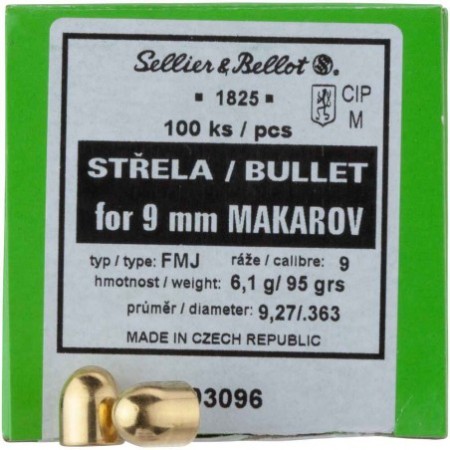 Sellier & Bellot SB.
▪ 1825 ▪
CIP
M
100 ks / pcs
STŘELA / BULLET
for 9 mm MAKAROV
typ / type: FMJ ráže / calibre: 9
hmotnost / weight: 6,1 g/ 95 grs
průměr / diameter: 9,27/.363
MADE IN CZECH REPUBLIC
03096